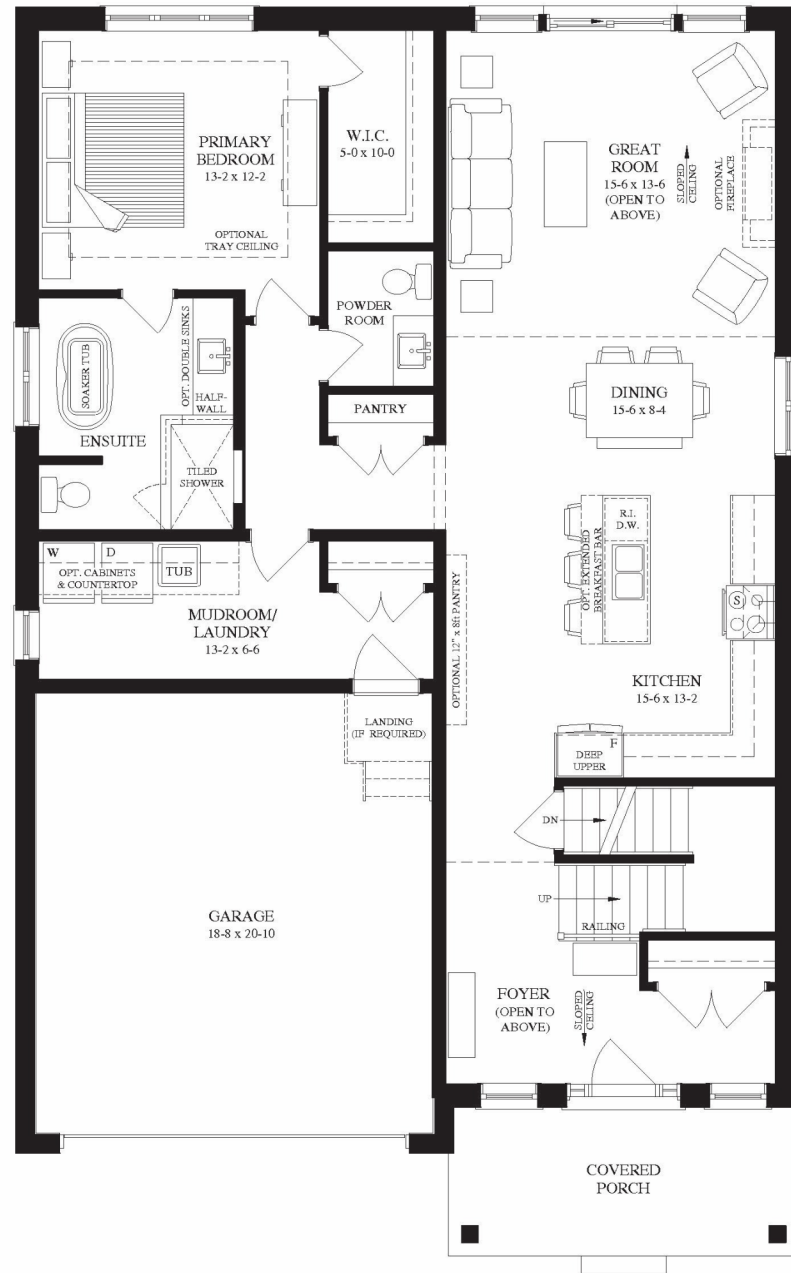 PRIMARY
BEDROOM
13-2 x 12-2
OPTIONAL
TRAY CEILING
W.I.C.
5-0 x 10-0
GREAT
ROOM
15-6 x 13-6
(OPEN TO
ABOVE)
SLOPED
CELING
OPTIONAL
FIREPLACE
POWDER
ROOM
SOAKER TUB
OPT. DOUBLE SINKS
HALF-
WALL
ENSUITE
TILED
SHOWER
PANTRY
DINING
15-6 x 8-4
W
D
OPT. CABINETS
& COUNTERTOP
TUB
MUDROOM/
LAUNDRY
13-2 x 6-6
OPTIONAL 12" x 8ft PANTRY
OPT. EXTENDED
BREAKFAST BAR
R.I.
D.W.
S
KITCHEN
15-6 x 13-2
F
DEEP
UPPER
LANDING
(IF REQUIRED)
DN
UP
RAILING
GARAGE
18-8 x 20-10
FOYER
(OPEN TO
ABOVE)
SLOPED
CELING
COVERED
PORCH